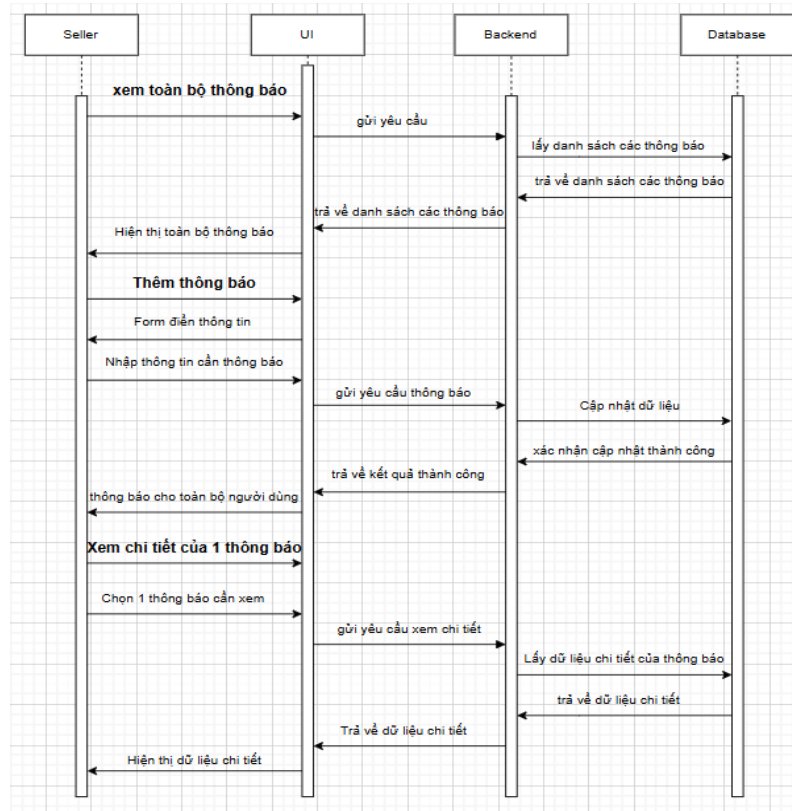 Seller
UI
Backend
Database
xem toàn bộ thông báo
gửi yêu cầu
lấy danh sách các thông báo
trả về danh sách các thông báo
trả về danh sách các thông báo
Hiện thị toàn bộ thông báo
Thêm thông báo
Form điền thông tin
Nhập thông tin cần thông báo
gửi yêu cầu thông báo
Cập nhật dữ liệu
xác nhận cập nhật thành công
trả về kết quả thành công
thông báo cho toàn bộ người dùng
Xem chi tiết của 1 thông báo
Chọn 1 thông báo cần xem
gửi yêu cầu xem chi tiết
Lấy dữ liệu chi tiết của thông báo
trả về dữ liệu chi tiết
Trả về dữ liệu chi tiết
Hiện thị dữ liệu chi tiết